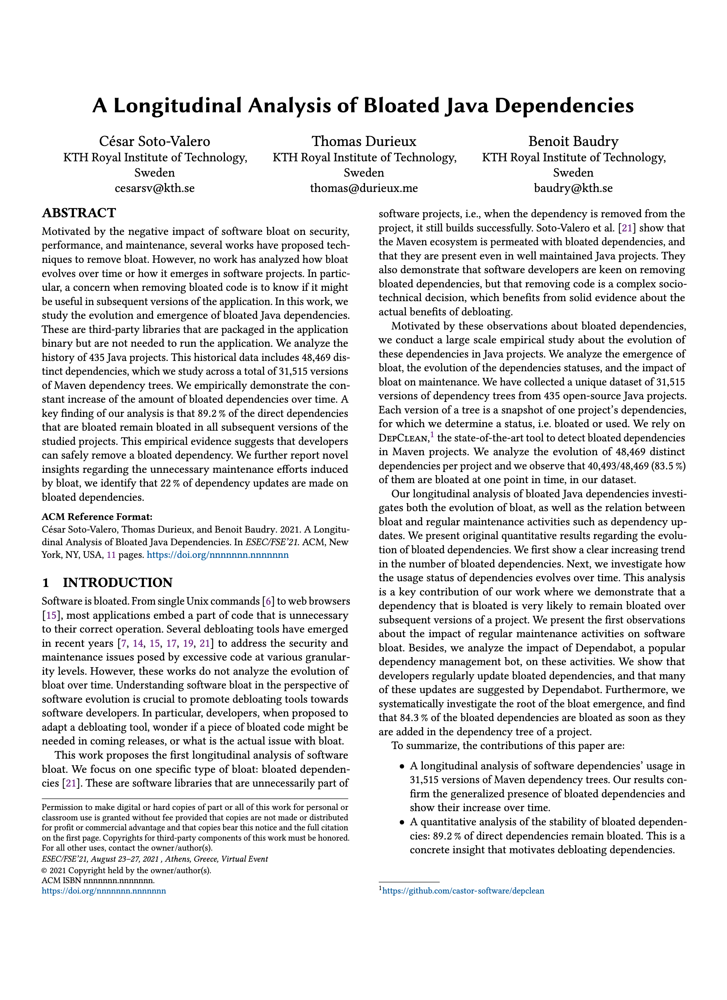 A Longitudinal Analysis of Bloated Java Dependencies
César Soto-Valero
KTH Royal Institute of Technology,
Sweden
cesarsv@kth.se
Thomas Durieux
KTH Royal Institute of Technology,
Sweden
thomas@durieux.me
Benoit Baudry
KTH Royal Institute of Technology,
Sweden
baudry@kth.se
ABSTRACT
Motivated by the negative impact of software bloat on security,
performance, and maintenance, several works have proposed tech-
niques to remove bloat. However, no work has analyzed how bloat
evolves over time or how it emerges in software projects. In partic-
ular, a concern when removing bloated code is to know if it might
be useful in subsequent versions of the application. In this work, we
study the evolution and emergence of bloated Java dependencies.
These are third-party libraries that are packaged in the application
binary but are not needed to run the application. We analyze the
history of 435 Java projects. This historical data includes 48,469 dis-
tinct dependencies, which we study across a total of 31,515 versions
of Maven dependency trees. We empirically demonstrate the con-
stant increase of the amount of bloated dependencies over time. A
key finding of our analysis is that 89.2 % of the direct dependencies
that are bloated remain bloated in all subsequent versions of the
studied projects. This empirical evidence suggests that developers
can safely remove a bloated dependency. We further report novel
insights regarding the unnecessary maintenance efforts induced
by bloat, we identify that 22 % of dependency updates are made on
bloated dependencies.
ACM Reference Format:
César Soto-Valero, Thomas Durieux, and Benoit Baudry. 2021. A Longitu-
dinal Analysis of Bloated Java Dependencies. In ESEC/FSE'21. ACM, New
York, NY, USA, 11 pages. https://doi.org/nnnnnnn.nnnnnnn
1 INTRODUCTION
Software is bloated. From single Unix commands [6] to web browsers
[15], most applications embed a part of code that is unnecessary
to their correct operation. Several debloating tools have emerged
in recent years [7, 14, 15, 17, 19, 21] to address the security and
maintenance issues posed by excessive code at various granular-
ity levels. However, these works do not analyze the evolution of
bloat over time. Understanding software bloat in the perspective of
software evolution is crucial to promote debloating tools towards
software developers. In particular, developers, when proposed to
adapt a debloating tool, wonder if a piece of bloated code might be
needed in coming releases, or what is the actual issue with bloat.
This work proposes the first longitudinal analysis of software
bloat. We focus on one specific type of bloat: bloated dependen-
cies [21]. These are software libraries that are unnecessarily part of
Permission to make digital or hard copies of part or all of this work for personal or
classroom use is granted without fee provided that copies are not made or distributed
for profit or commercial advantage and that copies bear this notice and the full citation
on the first page. Copyrights for third-party components of this work must be honored.
For all other uses, contact the owner/author(s).
ESEC/FSE'21, August 23–27, 2021 , Athens, Greece, Virtual Event
© 2021 Copyright held by the owner/author(s).
ACM ISBN nnnnnnn.nnnnnnn.
https://doi.org/nnnnnnn.nnnnnnn
software projects, i.e., when the dependency is removed from the
project, it still builds successfully. Soto-Valero et al. [21] show that
the Maven ecosystem is permeated with bloated dependencies, and
that they are present even in well maintained Java projects. They
also demonstrate that software developers are keen on removing
bloated dependencies, but that removing code is a complex socio-
technical decision, which benefits from solid evidence about the
actual benefits of debloating.
Motivated by these observations about bloated dependencies,
we conduct a large scale empirical study about the evolution of
these dependencies in Java projects. We analyze the emergence of
bloat, the evolution of the dependencies statuses, and the impact of
bloat on maintenance. We have collected a unique dataset of 31,515
versions of dependency trees from 435 open-source Java projects.
Each version of a tree is a snapshot of one project's dependencies,
for which we determine a status, i.e. bloated or used. We rely on
DepClean,1 the state-of-the-art tool to detect bloated dependencies
in Maven projects. We analyze the evolution of 48,469 distinct
dependencies per project and we observe that 40,493/48,469 (83.5 %)
of them are bloated at one point in time, in our dataset.
Our longitudinal analysis of bloated Java dependencies investi-
gates both the evolution of bloat, as well as the relation between
bloat and regular maintenance activities such as dependency up-
dates. We present original quantitative results regarding the evolu-
tion of bloated dependencies. We first show a clear increasing trend
in the number of bloated dependencies. Next, we investigate how
the usage status of dependencies evolves over time. This analysis
is a key contribution of our work where we demonstrate that a
dependency that is bloated is very likely to remain bloated over
subsequent versions of a project. We present the first observations
about the impact of regular maintenance activities on software
bloat. Besides, we analyze the impact of Dependabot, a popular
dependency management bot, on these activities. We show that
developers regularly update bloated dependencies, and that many
of these updates are suggested by Dependabot. Furthermore, we
systematically investigate the root of the bloat emergence, and find
that 84.3 % of the bloated dependencies are bloated as soon as they
are added in the dependency tree of a project.
To summarize, the contributions of this paper are:
• A longitudinal analysis of software dependencies' usage in
31,515 versions of Maven dependency trees. Our results con-
firm the generalized presence of bloated dependencies and
show their increase over time.
• A quantitative analysis of the stability of bloated dependen-
cies: 89.2 % of direct dependencies remain bloated. This is a
concrete insight that motivates debloating dependencies.
1https://github.com/castor-software/depclean